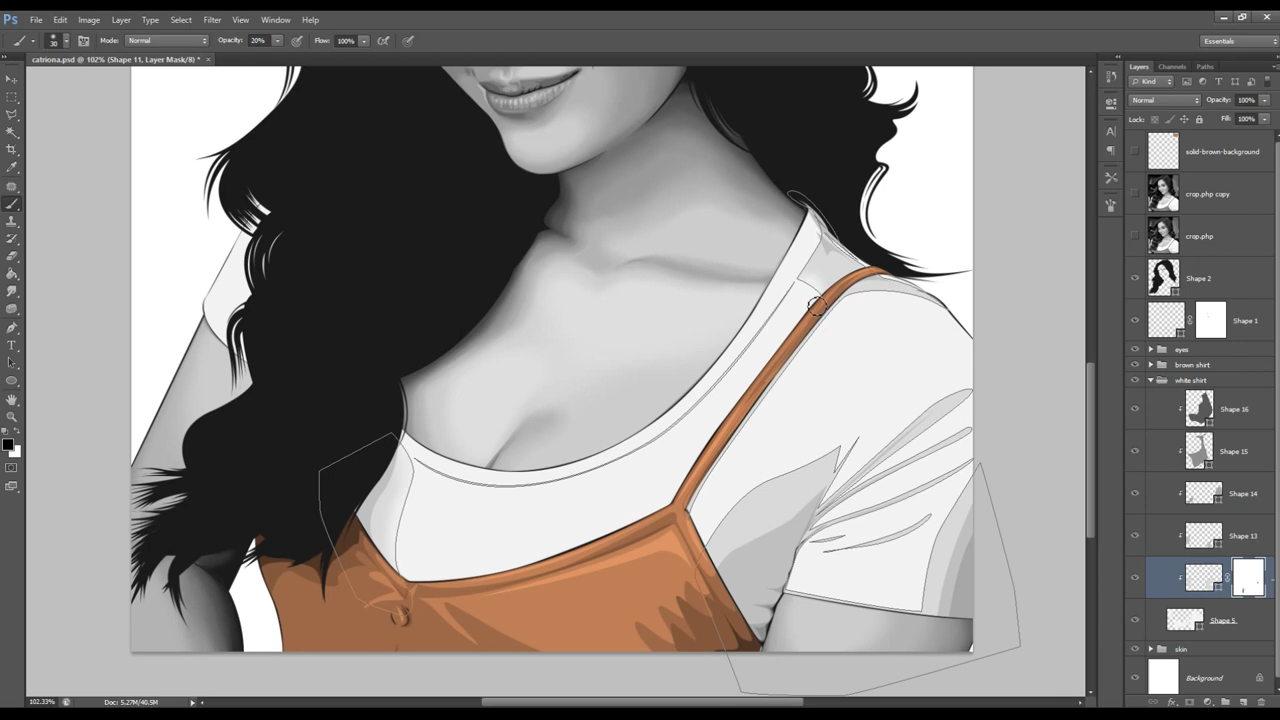 Ps File Edit Image Layer Type Select Filter View Window Help
30 Mode: Normal Opacity: 20% Flow: 100% Essentials
catriona.psd @ 102% (Shape 11, Layer Mask/8) * ×
Layers Channels Paths
Kind
Normal Opacity: 100%
Lock: Fill: 100%
solid-brown-background
crop.php copy
crop.php
Shape 2
Shape 1
eyes
brown shirt
white shirt
Shape 16
Shape 15
Shape 14
Shape 13
Shape 5
skin
Background
102.33% Doc: 5.27M/40.5M